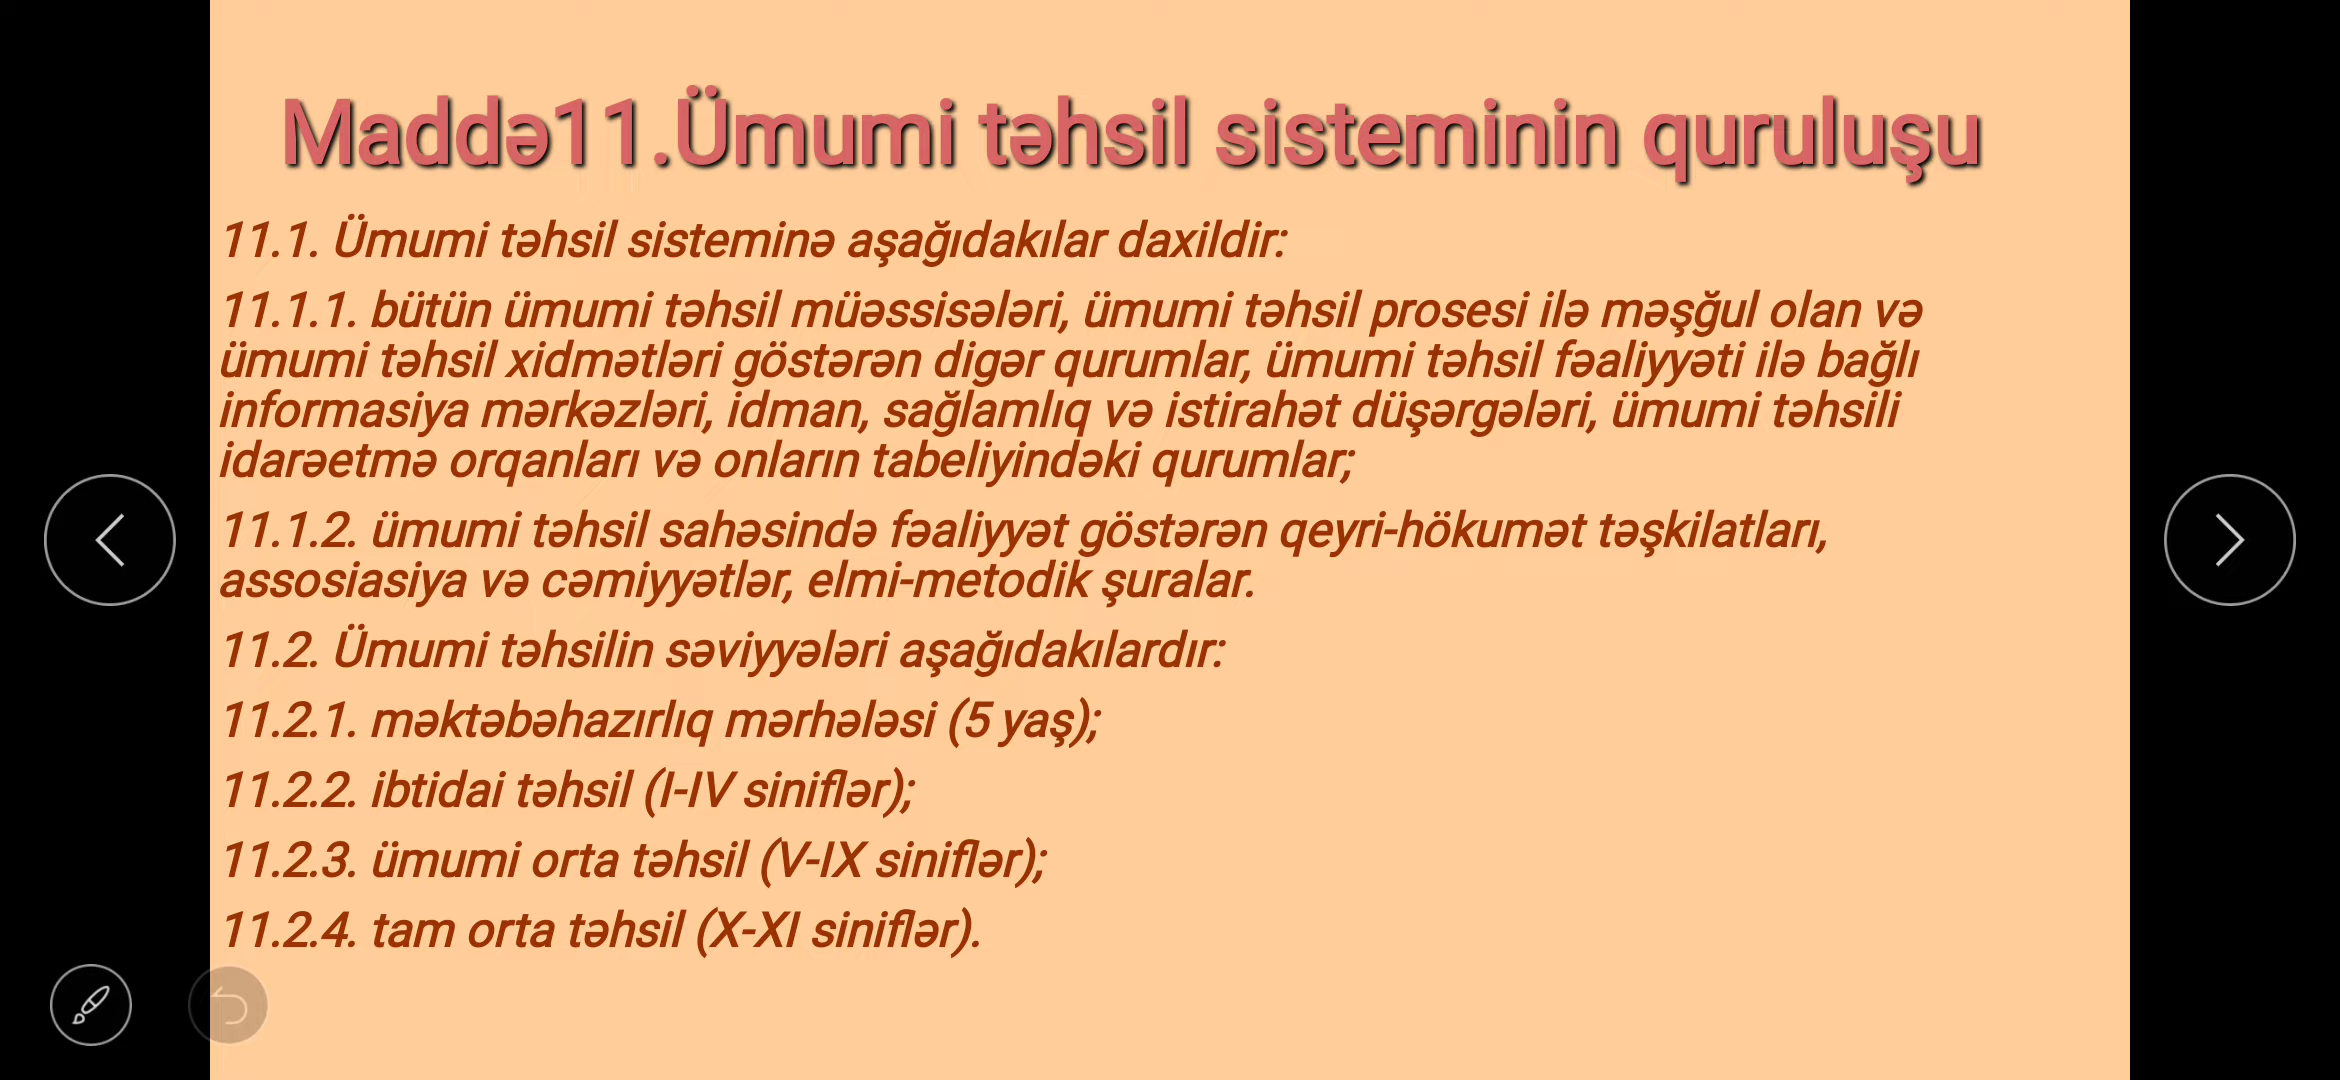 Maddə11.Ümumi təhsil sisteminin quruluşu
11.1. Ümumi təhsil sisteminə aşağıdakılar daxildir:
11.1.1. bütün ümumi təhsil müəssisələri, ümumi təhsil prosesi ilə məşğul olan və
ümumi təhsil xidmətləri göstərən digər qurumlar, ümumi təhsil fəaliyyəti ilə bağlı
informasiya mərkəzləri, idman, sağlamlıq və istirahət düşərgələri, ümumi təhsili
idarəetmə orqanları və onların tabeliyindəki qurumlar;
11.1.2. ümumi təhsil sahəsində fəaliyyət göstərən qeyri-hökumət təşkilatları,
assosiasiya və cəmiyyətlər, elmi-metodik şuralar.
11.2. Ümumi təhsilin səviyyələri aşağıdakılardır:
11.2.1. məktəbəhazırlıq mərhələsi (5 yaş);
11.2.2. ibtidai təhsil (I-IV siniflər);
11.2.3. ümumi orta təhsil (V-IX siniflər);
11.2.4. tam orta təhsil (X-XI siniflər).